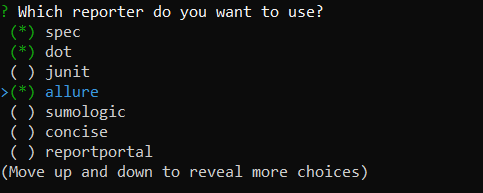 ? Which reporter do you want to use?
(*) spec
(*) dot
( ) junit
>(*) allure
( ) sumologic
( ) concise
( ) reportportal
(Move up and down to reveal more choices)